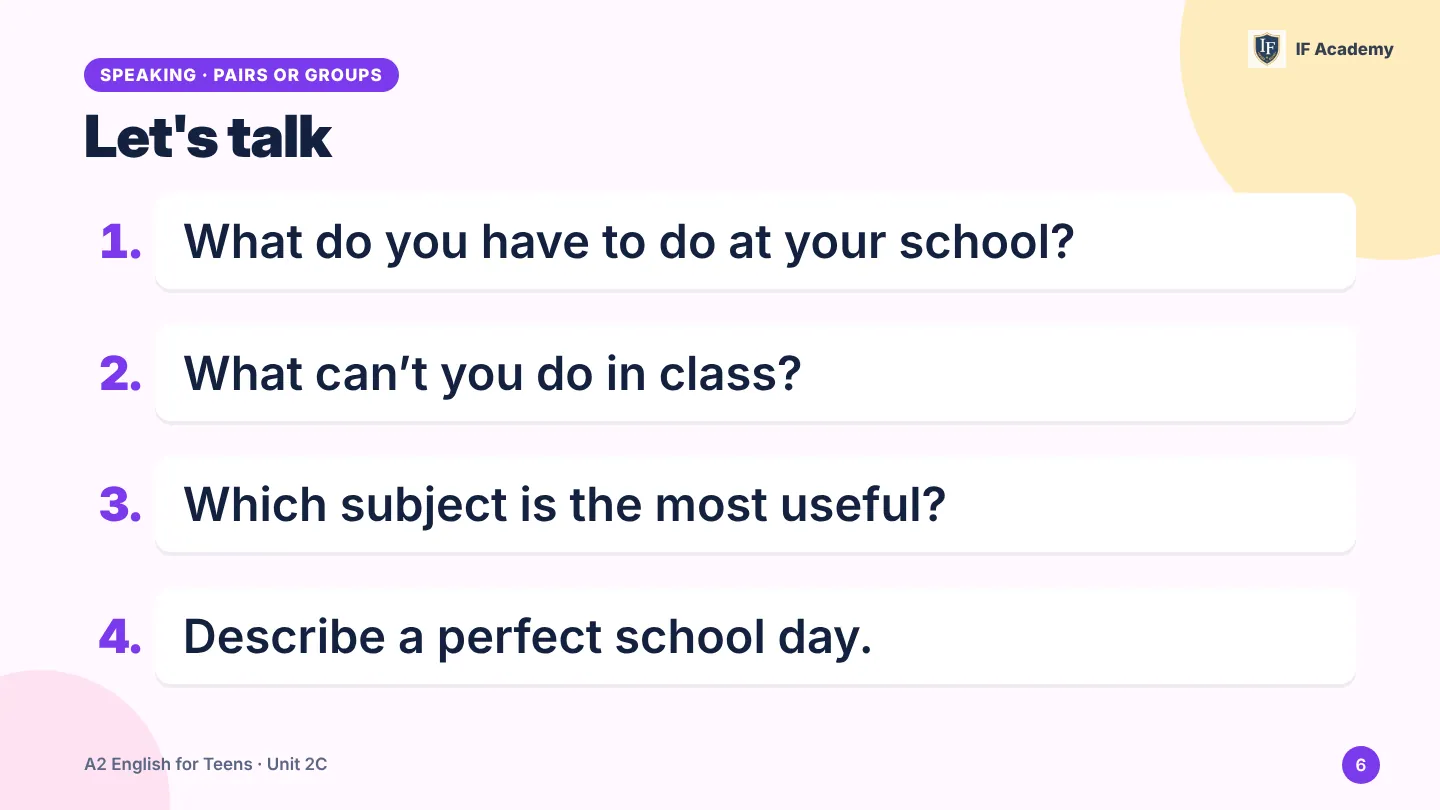 IF IF Academy
SPEAKING · PAIRS OR GROUPS
Let's talk
1. What do you have to do at your school?
2. What can’t you do in class?
3. Which subject is the most useful?
4. Describe a perfect school day.
A2 English for Teens · Unit 2C
6